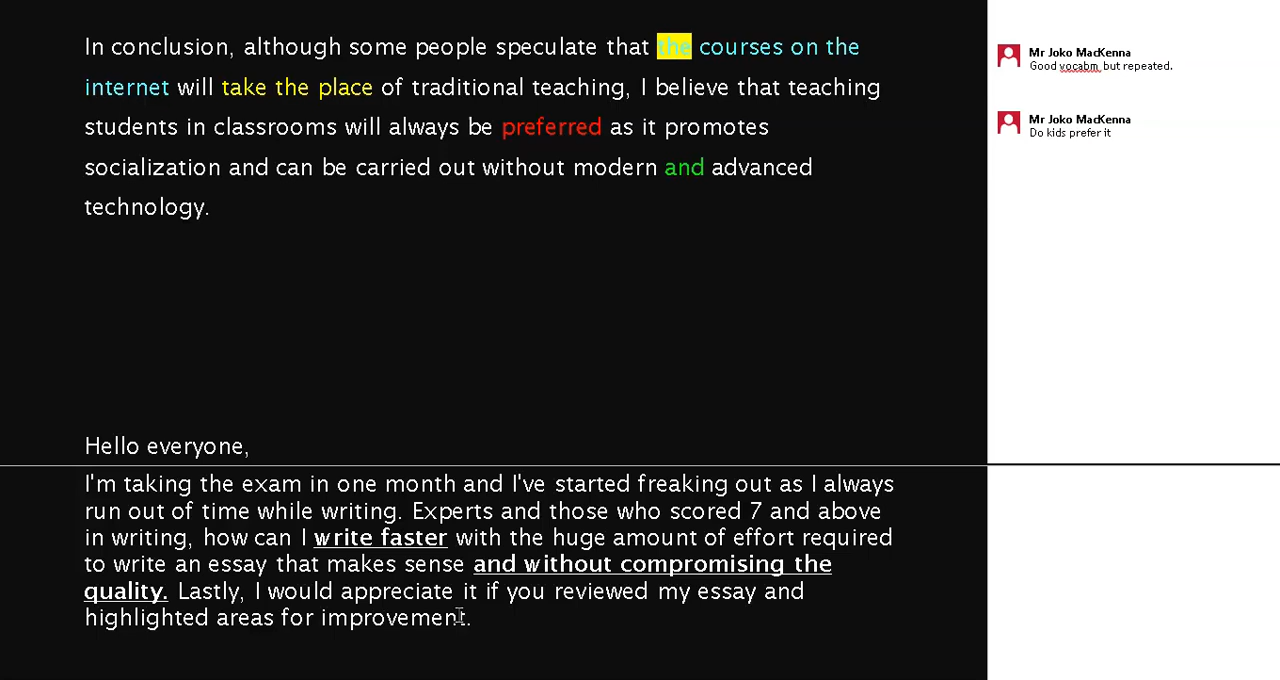 In conclusion, although some people speculate that the courses on the
internet will take the place of traditional teaching, I believe that teaching
students in classrooms will always be preferred as it promotes
socialization and can be carried out without modern and advanced
technology.
Mr Joko MacKenna
Good vocabm but repeated.
Mr Joko MacKenna
Do kids prefer it
Hello everyone,
I'm taking the exam in one month and I've started freaking out as I always
run out of time while writing. Experts and those who scored 7 and above
in writing, how can I write faster with the huge amount of effort required
to write an essay that makes sense and without compromising the
quality. Lastly, I would appreciate it if you reviewed my essay and
highlighted areas for improvement.